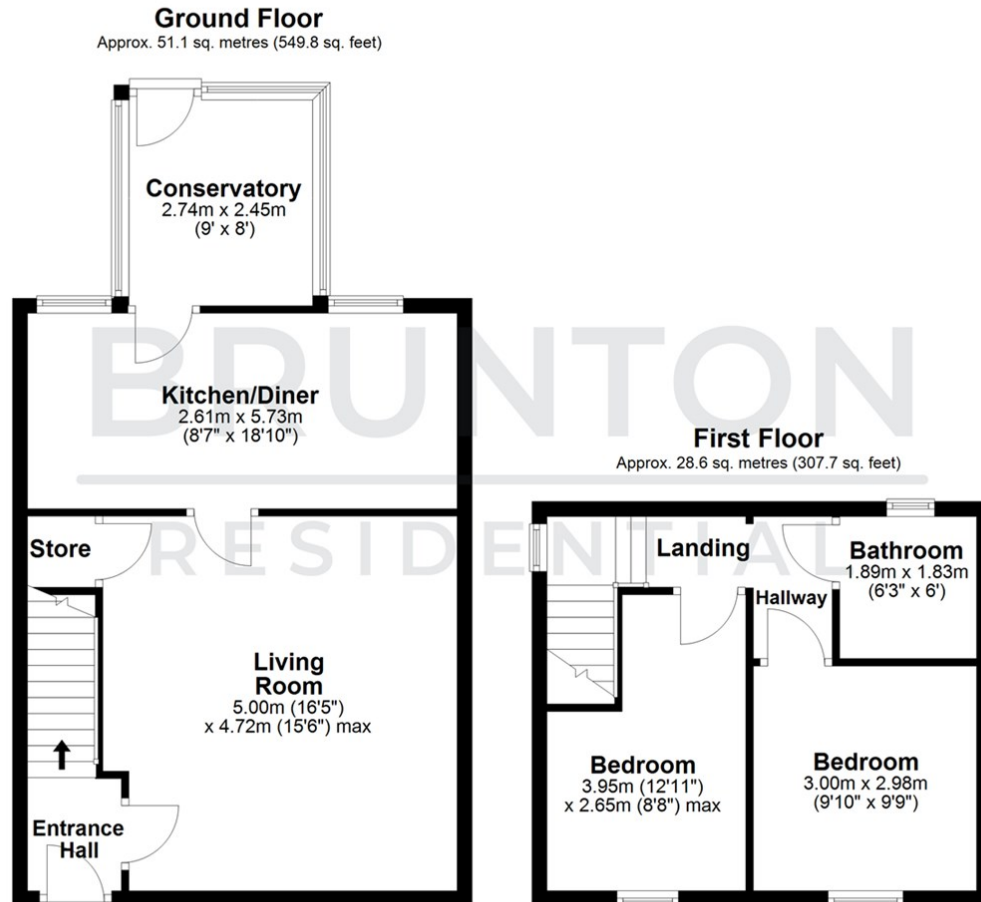 Ground Floor
Approx. 51.1 sq. metres (549.8 sq. feet)
Conservatory
2.74m x 2.45m
(9' x 8')
BRUNTON
RESIDENTIAL
Kitchen/Diner
2.61m x 5.73m
(8'7" x 18'10")
Store
Living
Room
5.00m (16'5")
x 4.72m (15'6") max
Entrance
Hall
First Floor
Approx. 28.6 sq. metres (307.7 sq. feet)
Landing
Bathroom
1.89m x 1.83m
(6'3" x 6')
Hallway
Bedroom
3.95m (12'11")
x 2.65m (8'8") max
Bedroom
3.00m x 2.98m
(9'10" x 9'9")